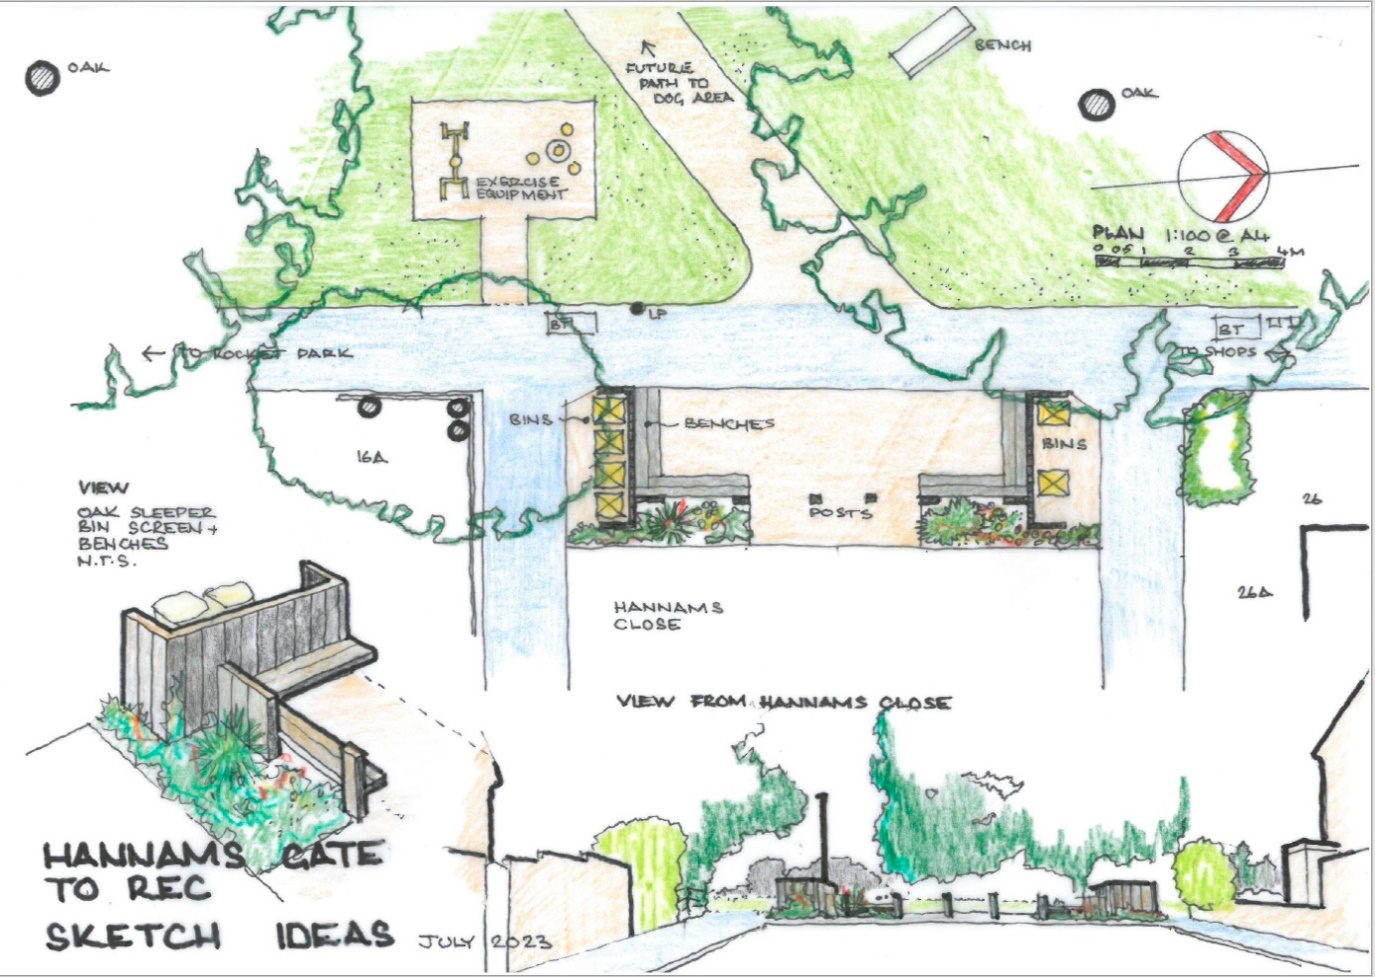 OAK
FUTURE
PATH TO
DOG AREA
BENCH
OAK
EXERCISE
EQUIPMENT
PLAN 1:100 @ A4
0 0.5 1 2 3 4M
BT
LP
BT
← TO ROCKET PARK
TO SHOPS →
BINS
BENCHES
BINS
16A
POSTS
VIEW
OAK SLEEPER
BIN SCREEN +
BENCHES
N.T.S.
26
26A
HANNAMS
CLOSE
VIEW FROM HANNAMS CLOSE
HANNAMS GATE
TO REC
SKETCH IDEAS JULY 2023